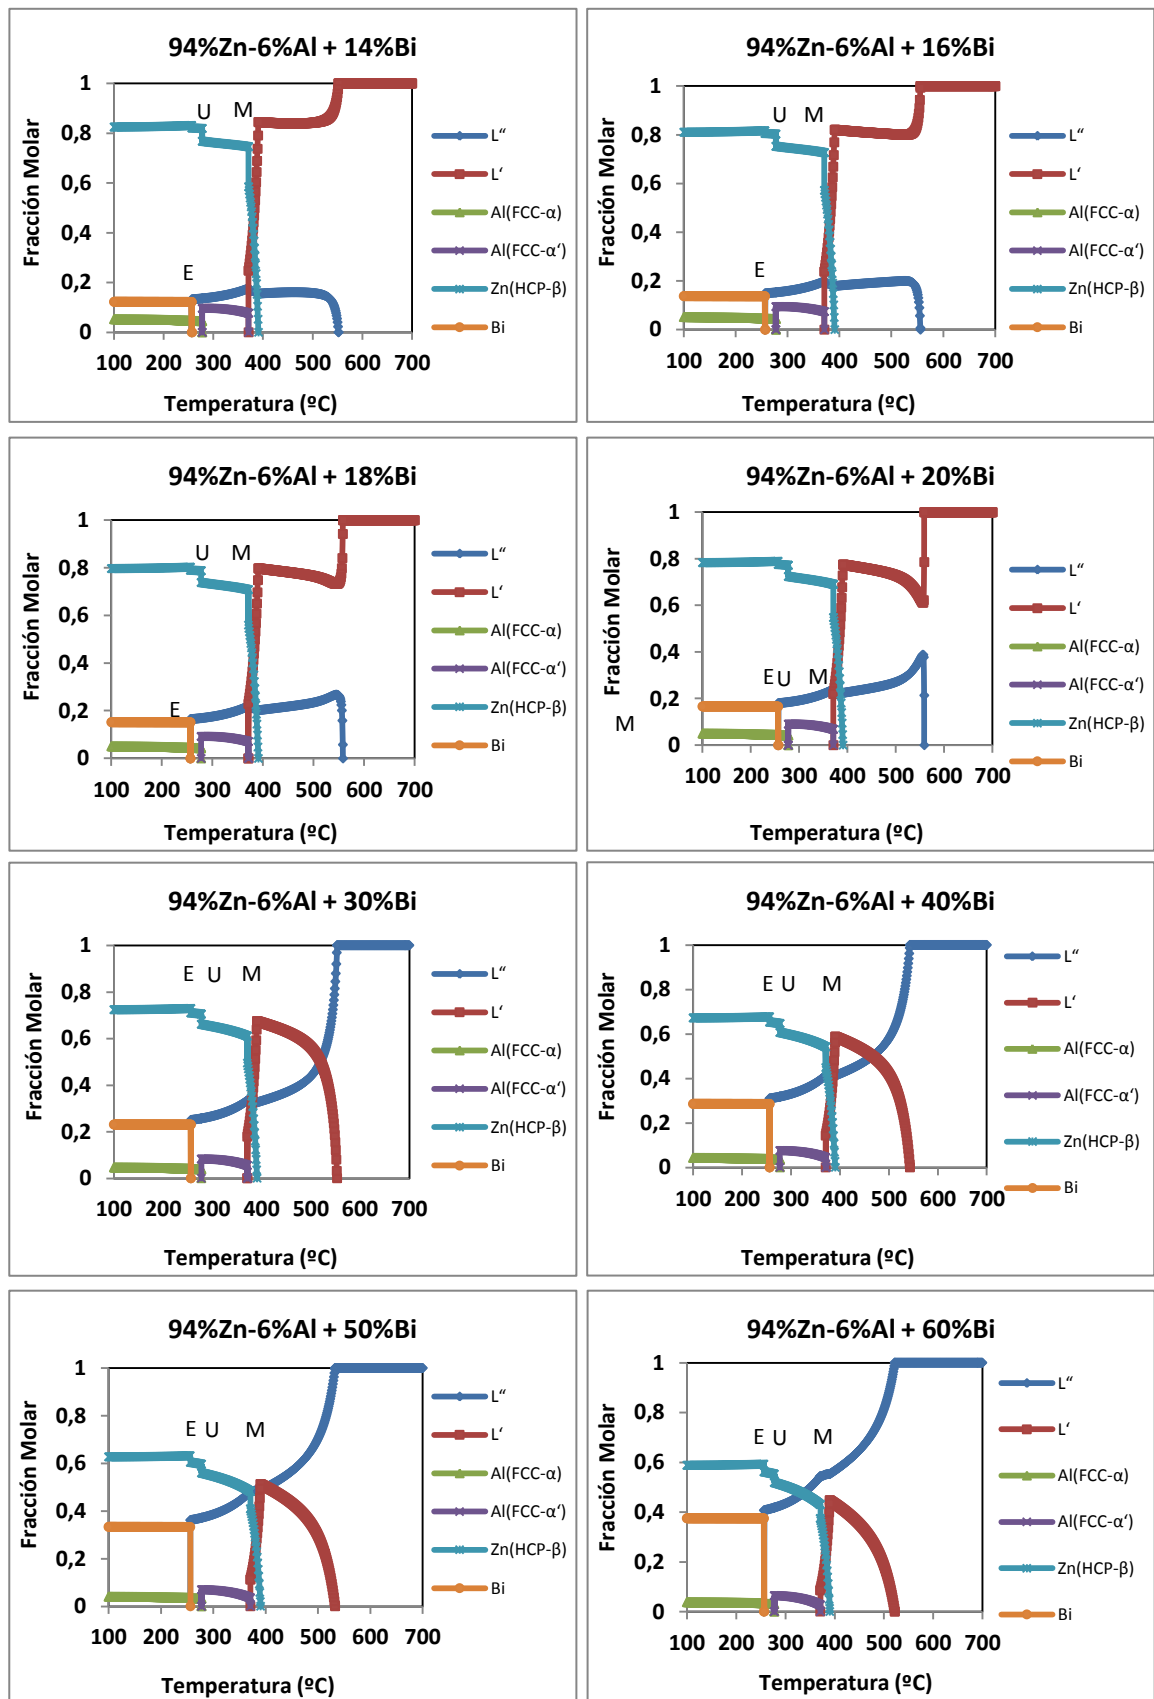 94%Zn-6%Al + 14%Bi
Fracción Molar
1
0,8
0,6
0,4
0,2
0
U
M
E
100 200 300 400 500 600 700
Temperatura (ºC)
L“
L‘
Al(FCC-α)
Al(FCC-α‘)
Zn(HCP-β)
Bi
94%Zn-6%Al + 16%Bi
Fracción Molar
1
0,8
0,6
0,4
0,2
0
U
M
E
100 200 300 400 500 600 700
Temperatura (ºC)
L“
L‘
Al(FCC-α)
Al(FCC-α‘)
Zn(HCP-β)
Bi
94%Zn-6%Al + 18%Bi
Fracción Molar
1
0,8
0,6
0,4
0,2
0
U
M
E
100 200 300 400 500 600 700
Temperatura (ºC)
L“
L‘
Al(FCC-α)
Al(FCC-α‘)
Zn(HCP-β)
Bi
94%Zn-6%Al + 20%Bi
Fracción Molar
1
0,8
0,6
0,4
0,2
0
E U M
M
100 200 300 400 500 600 700
Temperatura (ºC)
L“
L‘
Al(FCC-α)
Al(FCC-α‘)
Zn(HCP-β)
Bi
94%Zn-6%Al + 30%Bi
Fracción Molar
1
0,8
0,6
0,4
0,2
0
E U M
100 200 300 400 500 600 700
Temperatura (ºC)
L“
L‘
Al(FCC-α)
Al(FCC-α‘)
Zn(HCP-β)
Bi
94%Zn-6%Al + 40%Bi
Fracción Molar
1
0,8
0,6
0,4
0,2
0
E U M
100 200 300 400 500 600 700
Temperatura (ºC)
L“
L‘
Al(FCC-α)
Al(FCC-α‘)
Zn(HCP-β)
Bi
94%Zn-6%Al + 50%Bi
Fracción Molar
1
0,8
0,6
0,4
0,2
0
E U M
100 200 300 400 500 600 700
Temperatura (ºC)
L“
L‘
Al(FCC-α)
Al(FCC-α‘)
Zn(HCP-β)
Bi
94%Zn-6%Al + 60%Bi
Fracción Molar
1
0,8
0,6
0,4
0,2
0
E U M
100 200 300 400 500 600 700
Temperatura (ºC)
L“
L‘
Al(FCC-α)
Al(FCC-α‘)
Zn(HCP-β)
Bi